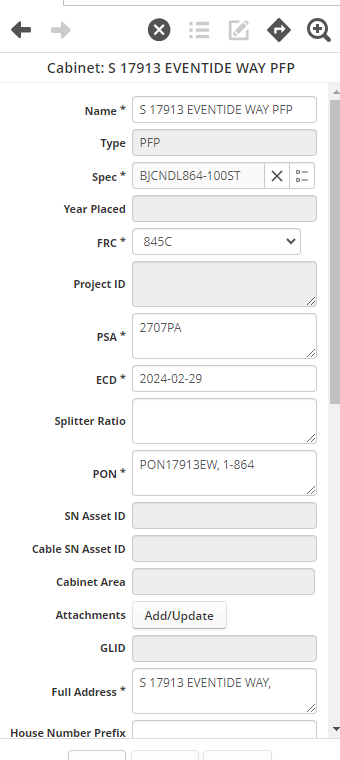 Cabinet: S 17913 EVENTIDE WAY PFP
Name * S 17913 EVENTIDE WAY PFP
Type PFP
Spec * BJCNDL864-100ST
Year Placed
FRC * 845C
Project ID
PSA * 2707PA
ECD * 2024-02-29
Splitter Ratio
PON * PON17913EW, 1-864
SN Asset ID
Cable SN Asset ID
Cabinet Area
Attachments Add/Update
GLID
Full Address * S 17913 EVENTIDE WAY,
House Number Prefix